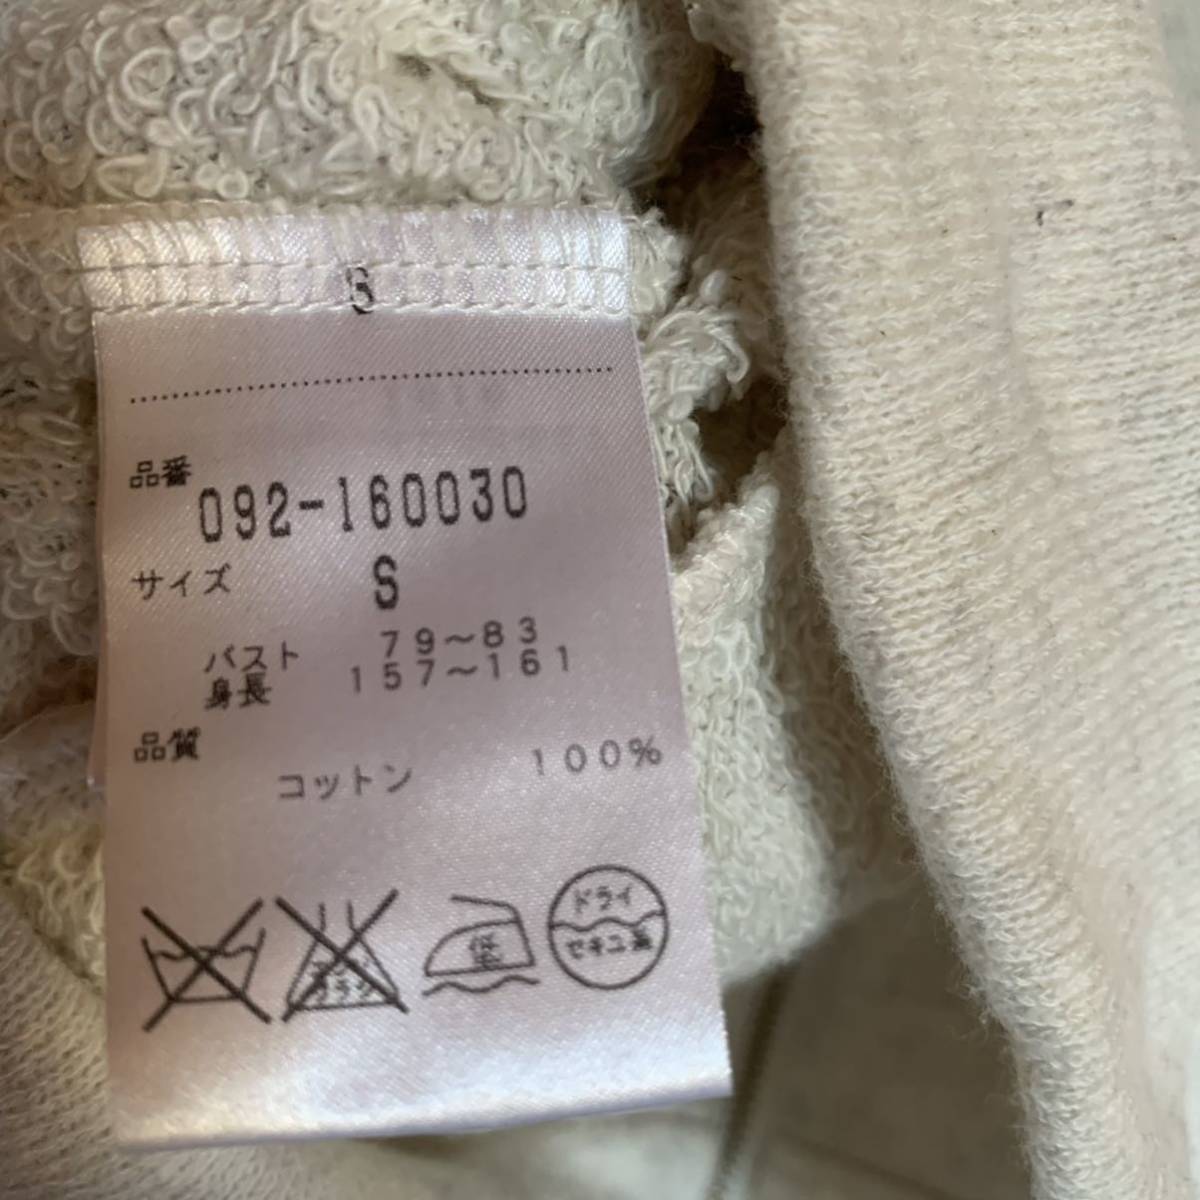 S
品番
092-160030
サイズ S
バスト 79〜83
身長 157〜161
品質
コットン 100%
低
ドライ
セキユ系